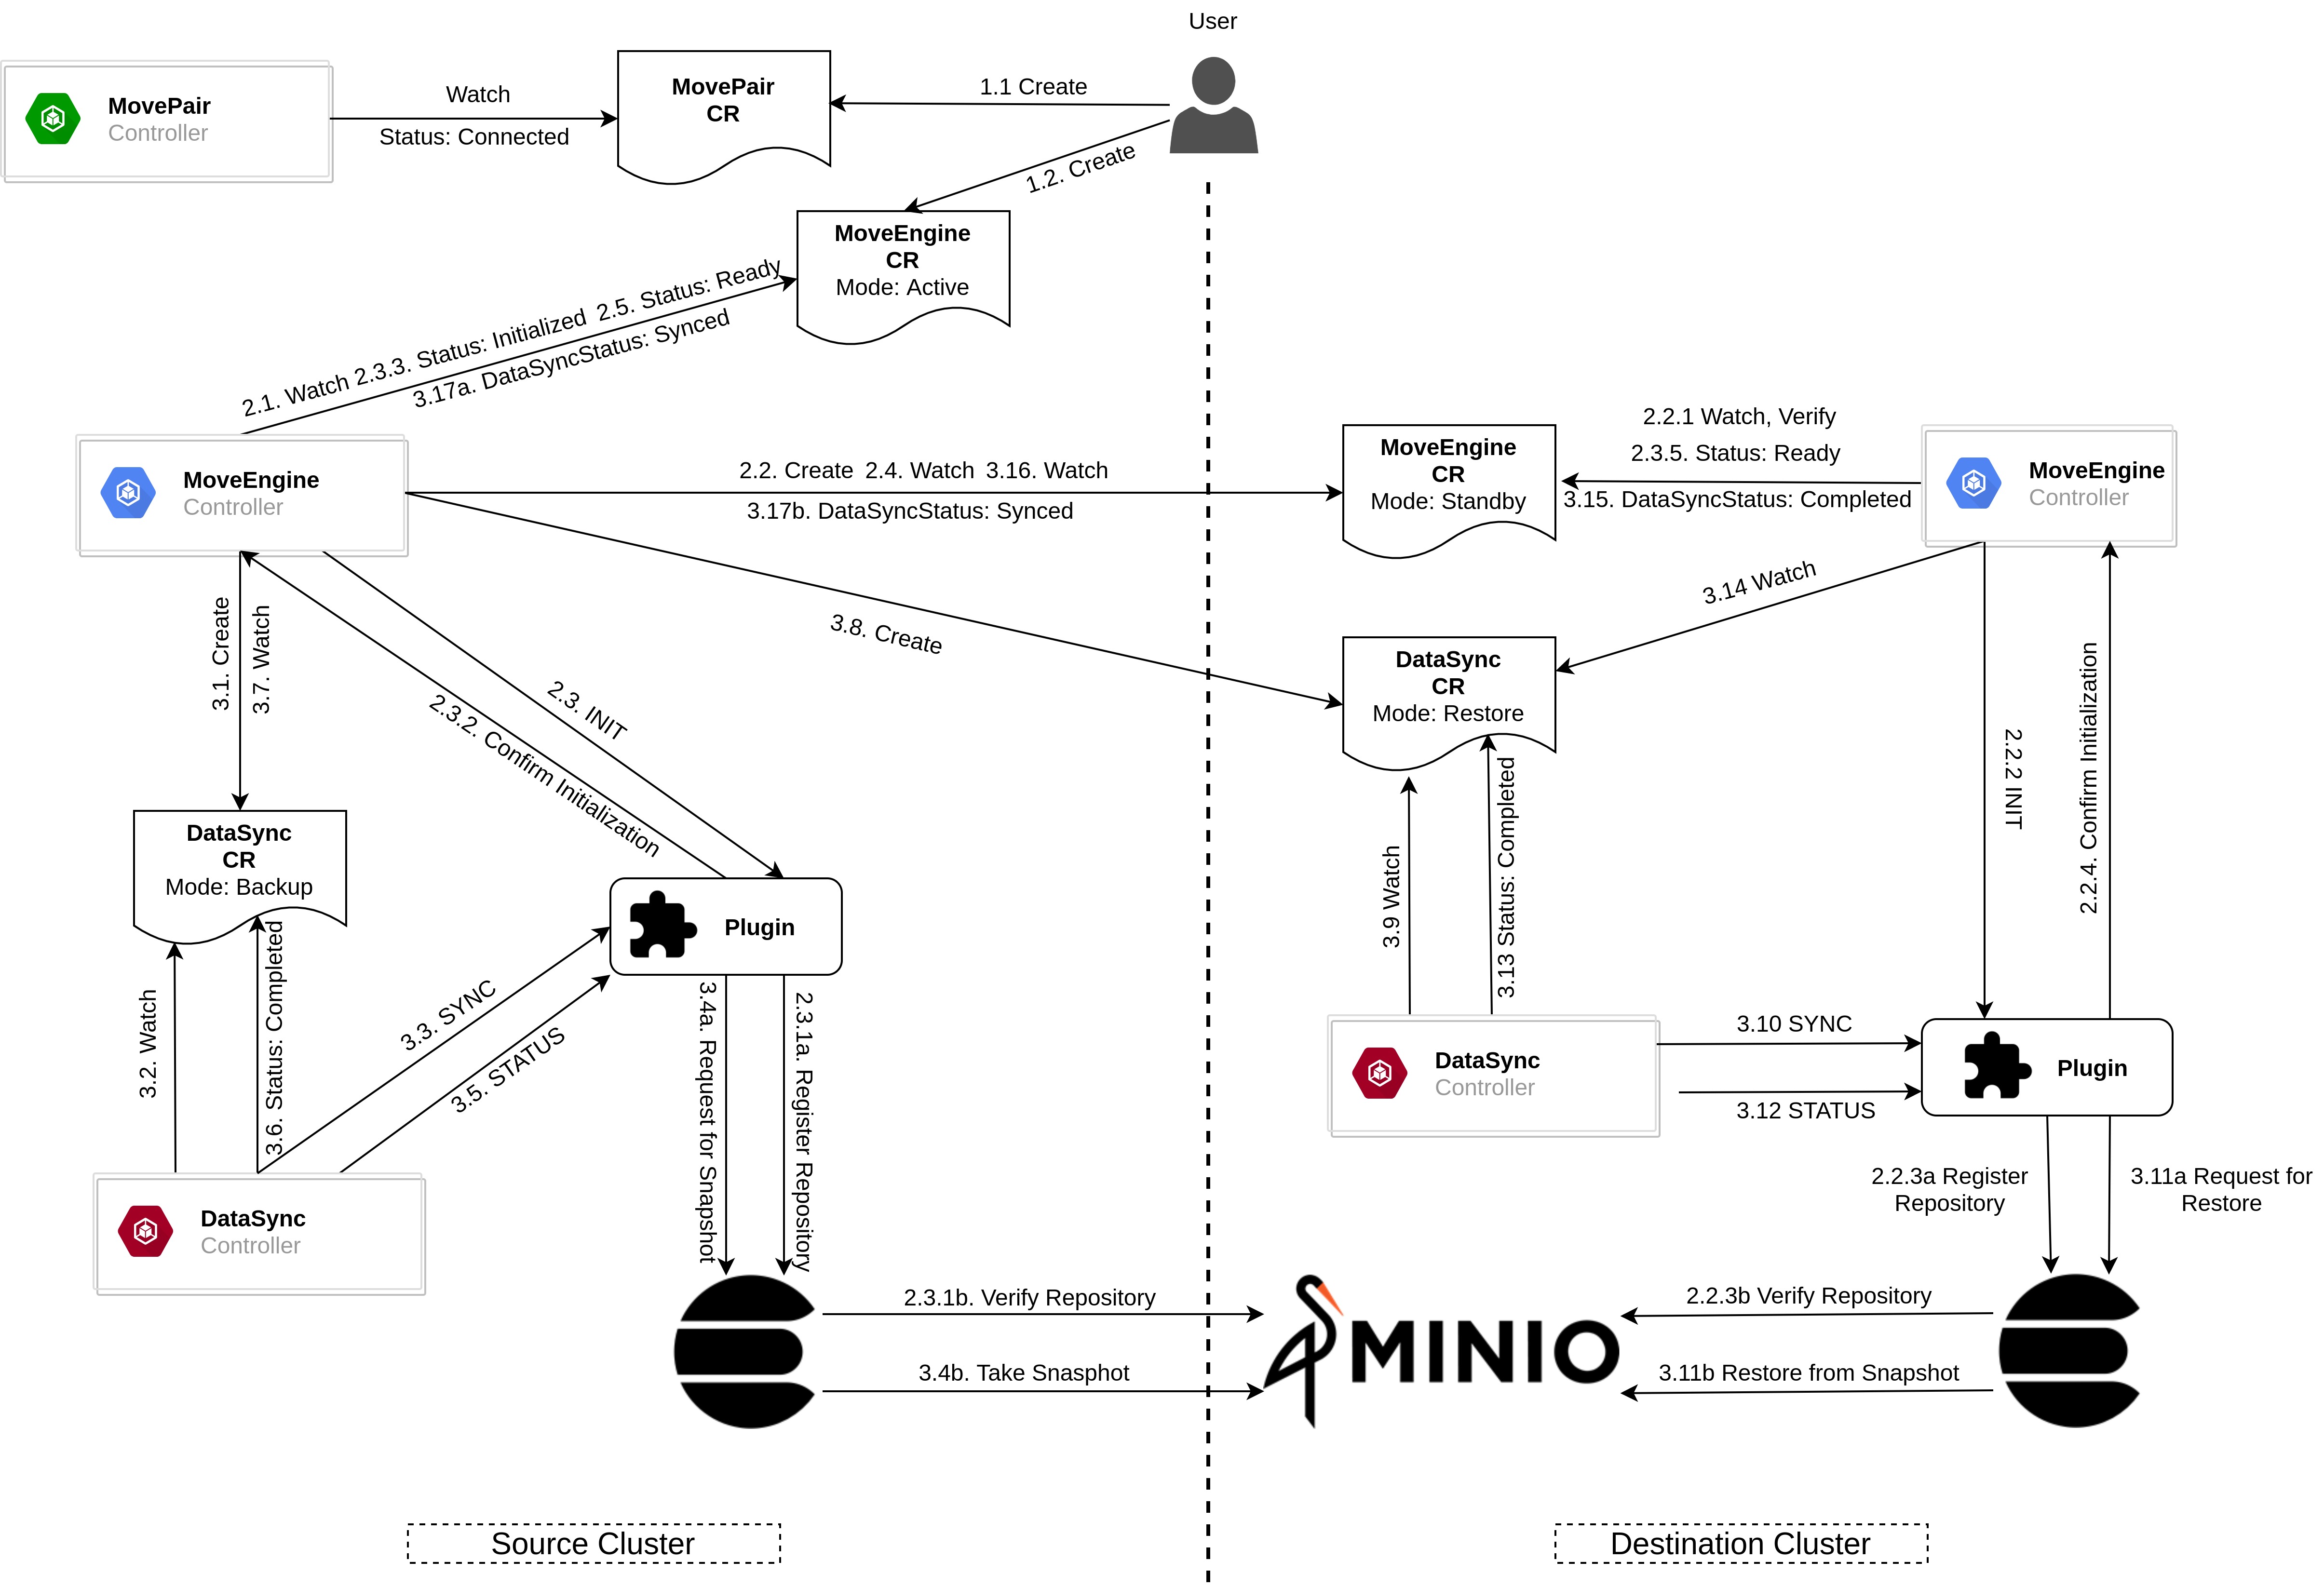 User
MovePair
Controller
Watch
Status: Connected
MovePair
CR
1.1 Create
1.2. Create
MoveEngine
CR
Mode: Active
2.1. Watch 2.3.3. Status: Initialized  2.5. Status: Ready
3.17a. DataSyncStatus: Synced
MoveEngine
Controller
2.2. Create  2.4. Watch  3.16. Watch
3.17b. DataSyncStatus: Synced
MoveEngine
CR
Mode: Standby
2.2.1 Watch, Verify
2.3.5. Status: Ready
3.15. DataSyncStatus: Completed
MoveEngine
Controller
3.14 Watch
3.8. Create
3.1. Create
3.7. Watch
2.3. INIT
2.3.2. Confirm Initialization
DataSync
CR
Mode: Restore
2.2.2 INIT
2.2.4. Confirm Initialization
DataSync
CR
Mode: Backup
Plugin
3.9 Watch
3.13 Status: Completed
3.2. Watch
3.6. Status: Completed
3.3. SYNC
3.5. STATUS
3.4a. Request for Snapshot
2.3.1a. Register Repository
DataSync
Controller
3.10 SYNC
3.12 STATUS
Plugin
DataSync
Controller
2.2.3a Register
Repository
3.11a Request for
Restore
2.3.1b. Verify Repository
3.4b. Take Snasphot
MINIO
2.2.3b Verify Repository
3.11b Restore from Snapshot
Source Cluster
Destination Cluster